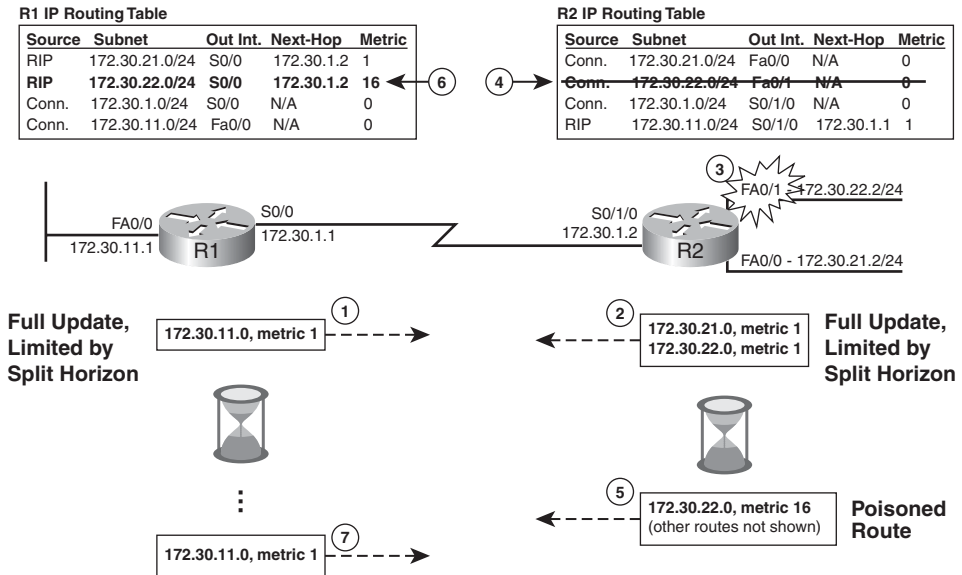 R1 IP Routing Table
Source Subnet Out Int. Next-Hop Metric
RIP 172.30.21.0/24 S0/0 172.30.1.2 1
RIP 172.30.22.0/24 S0/0 172.30.1.2 16
Conn. 172.30.1.0/24 S0/0 N/A 0
Conn. 172.30.11.0/24 Fa0/0 N/A 0
6
R2 IP Routing Table
Source Subnet Out Int. Next-Hop Metric
Conn. 172.30.21.0/24 Fa0/0 N/A 0
Conn. 172.30.22.0/24 Fa0/1 N/A 0
Conn. 172.30.1.0/24 S0/1/0 N/A 0
RIP 172.30.11.0/24 S0/1/0 172.30.1.1 1
4
3
FA0/1 - 172.30.22.2/24
FA0/0
172.30.11.1
R1
S0/0
172.30.1.1
S0/1/0
172.30.1.2
R2
FA0/0 - 172.30.21.2/24
Full Update,
Limited by
Split Horizon
172.30.11.0, metric 1
1
2
172.30.21.0, metric 1
172.30.22.0, metric 1
Full Update,
Limited by
Split Horizon
5
172.30.22.0, metric 16
(other routes not shown)
Poisoned
Route
172.30.11.0, metric 1
7